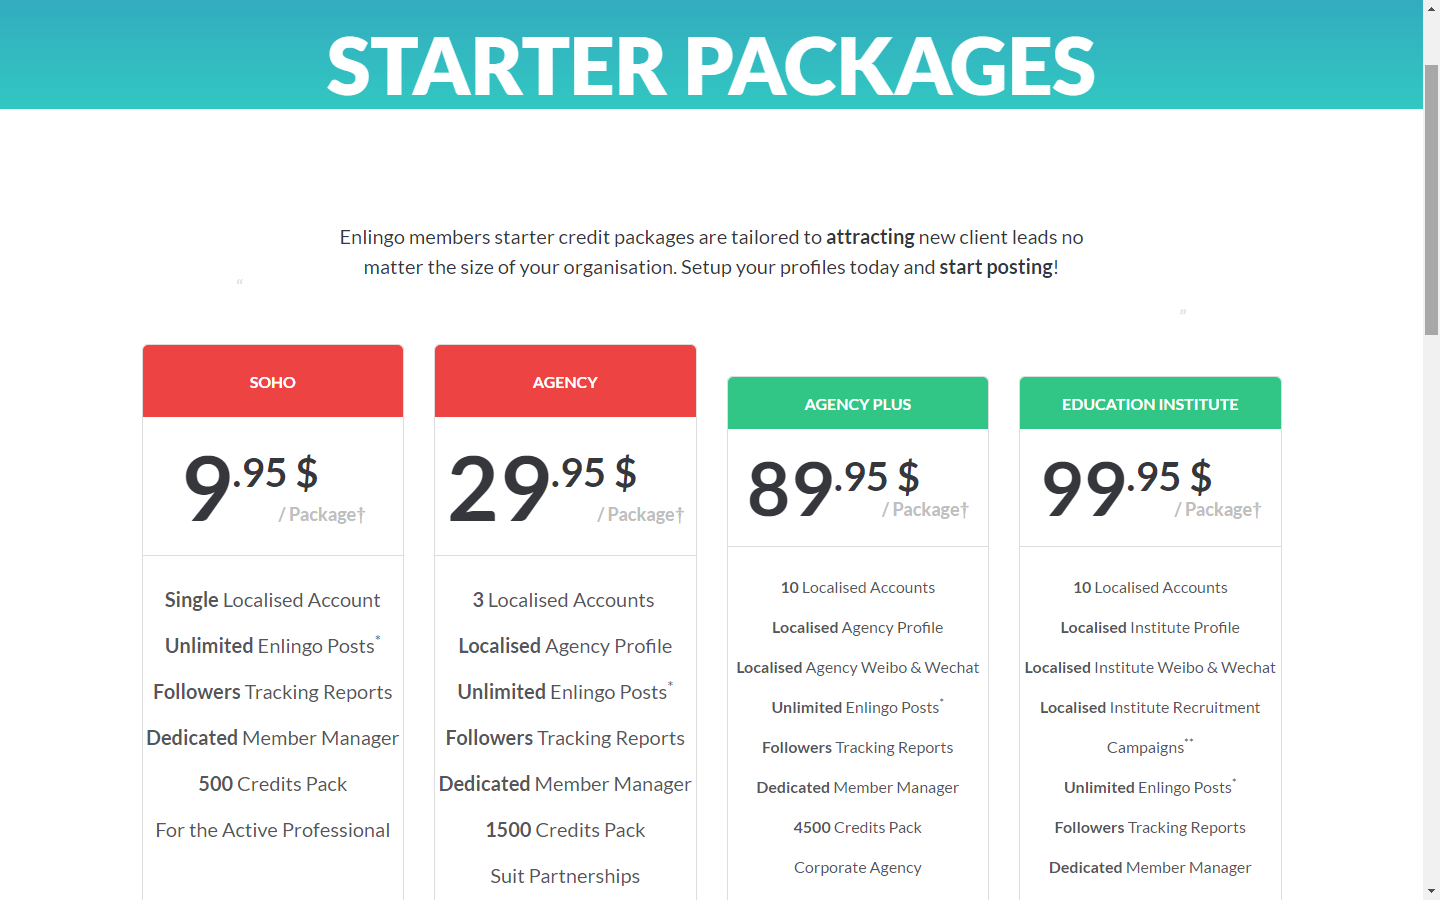 STARTER PACKAGES
Enlingo members starter credit packages are tailored to attracting new client leads no
matter the size of your organisation. Setup your profiles today and start posting!
“
”
SOHO
9.95 $
/ Package†
Single Localised Account
Unlimited Enlingo Posts*
Followers Tracking Reports
Dedicated Member Manager
500 Credits Pack
For the Active Professional
AGENCY
29.95 $
/ Package†
3 Localised Accounts
Localised Agency Profile
Unlimited Enlingo Posts*
Followers Tracking Reports
Dedicated Member Manager
1500 Credits Pack
Suit Partnerships
AGENCY PLUS
89.95 $
/ Package†
10 Localised Accounts
Localised Agency Profile
Localised Agency Weibo & Wechat
Unlimited Enlingo Posts*
Followers Tracking Reports
Dedicated Member Manager
4500 Credits Pack
Corporate Agency
EDUCATION INSTITUTE
99.95 $
/ Package†
10 Localised Accounts
Localised Institute Profile
Localised Institute Weibo & Wechat
Localised Institute Recruitment
Campaigns**
Unlimited Enlingo Posts*
Followers Tracking Reports
Dedicated Member Manager